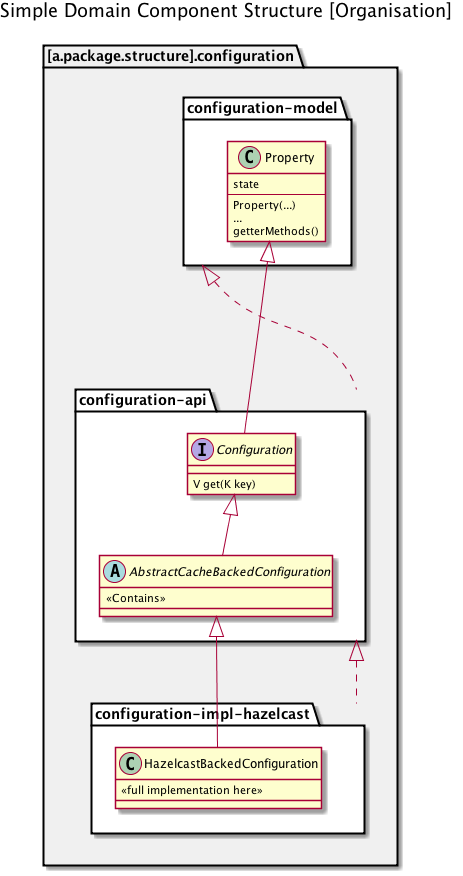 Simple Domain Component Structure [Organisation]
[a.package.structure].configuration
configuration-model
C Property
state
Property(...)
...
getterMethods()
configuration-api
I Configuration
V get(K key)
A AbstractCacheBackedConfiguration
«Contains»
configuration-impl-hazelcast
C HazelcastBackedConfiguration
«full implementation here»